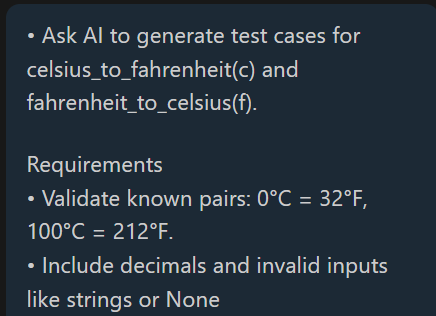 • Ask AI to generate test cases for
celsius_to_fahrenheit(c) and
fahrenheit_to_celsius(f).
Requirements
• Validate known pairs: 0°C = 32°F,
100°C = 212°F.
• Include decimals and invalid inputs
like strings or None